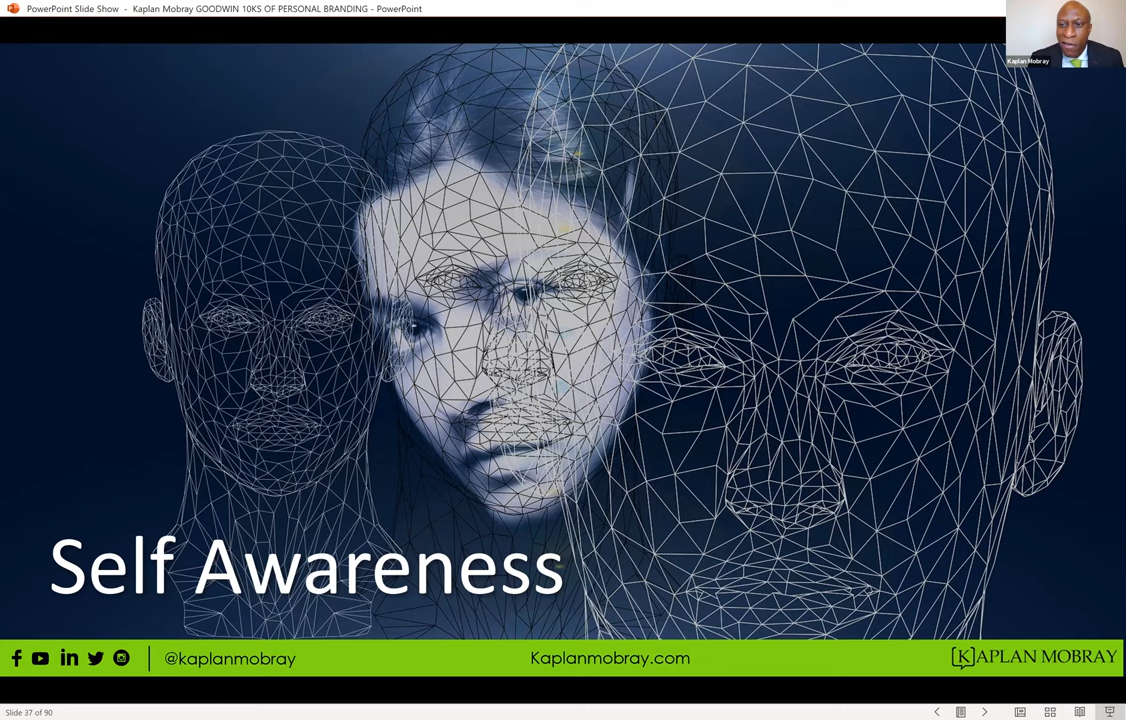 PowerPoint Slide Show - Kaplan Mobray GOODWIN 10KS OF PERSONAL BRANDING - PowerPoint
Kaplan Mobray
Self Awareness
@kaplanmobray
Kaplanmobray.com
[K]APLAN MOBRAY
Slide 37 of 90